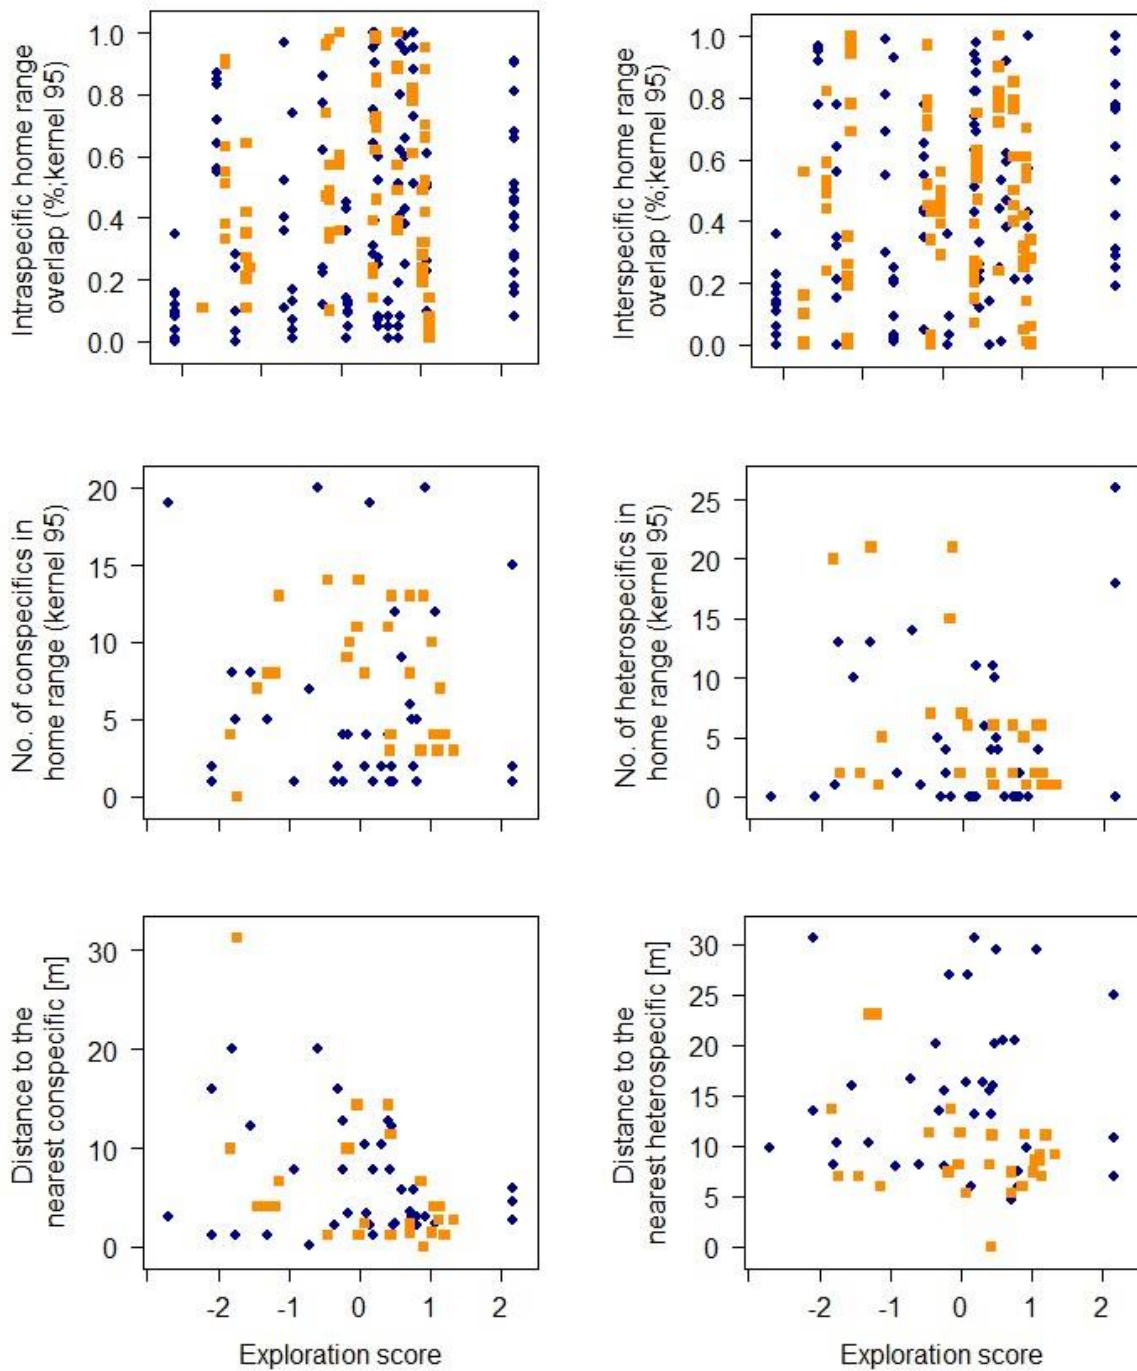 Intraspecific home range
overlap (%;kernel 95)
1.0
0.8
0.6
0.4
0.2
0.0
Interspecific home range
overlap (%;kernel 95)
1.0
0.8
0.6
0.4
0.2
0.0
No. of conspecifics in
home range (kernel 95)
20
15
10
5
0
No. of heterospecifics in
home range (kernel 95)
25
20
15
10
5
0
Distance to the
nearest conspecific [m]
30
20
10
0
-2 -1 0 1 2
Exploration score
Distance to the
nearest heterospecific [m]
30
25
20
15
10
5
0
-2 -1 0 1 2
Exploration score